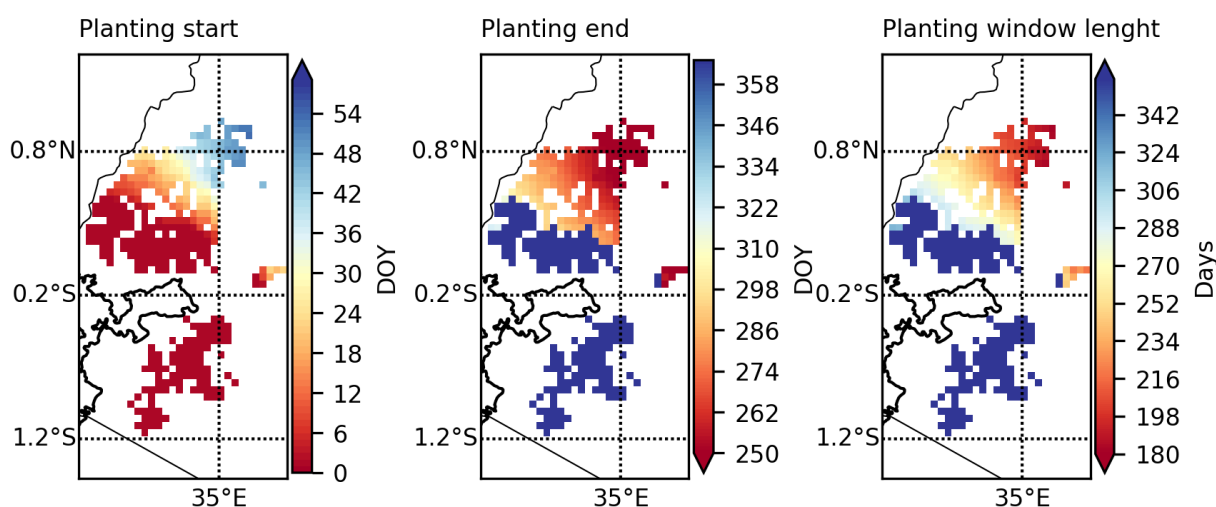 Planting start
Planting end
Planting window lenght
0.8°N
0.2°S
1.2°S
35°E
54
48
42
36
30
24
18
12
6
0
DOY
0.8°N
0.2°S
1.2°S
35°E
358
346
334
322
310
298
286
274
262
250
DOY
0.8°N
0.2°S
1.2°S
35°E
342
324
306
288
270
252
234
216
198
180
Days